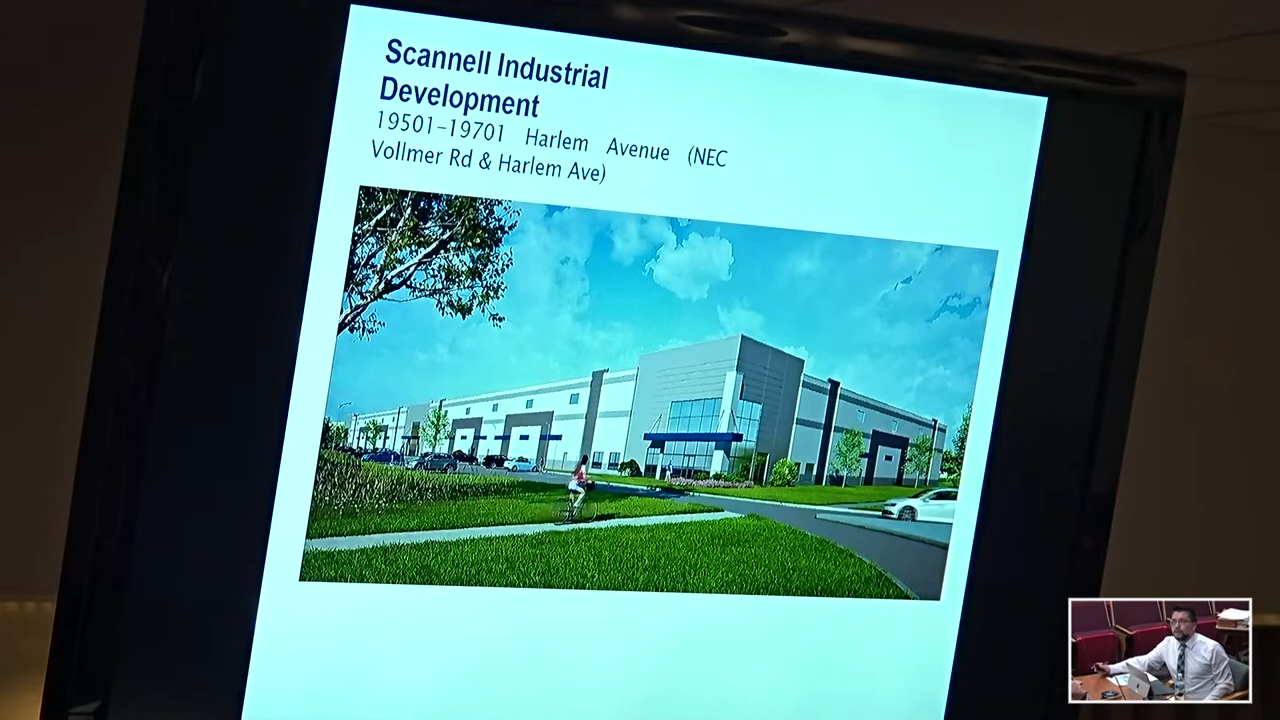 Scannell Industrial
Development
19501-19701 Harlem Avenue (NEC
Vollmer Rd & Harlem Ave)